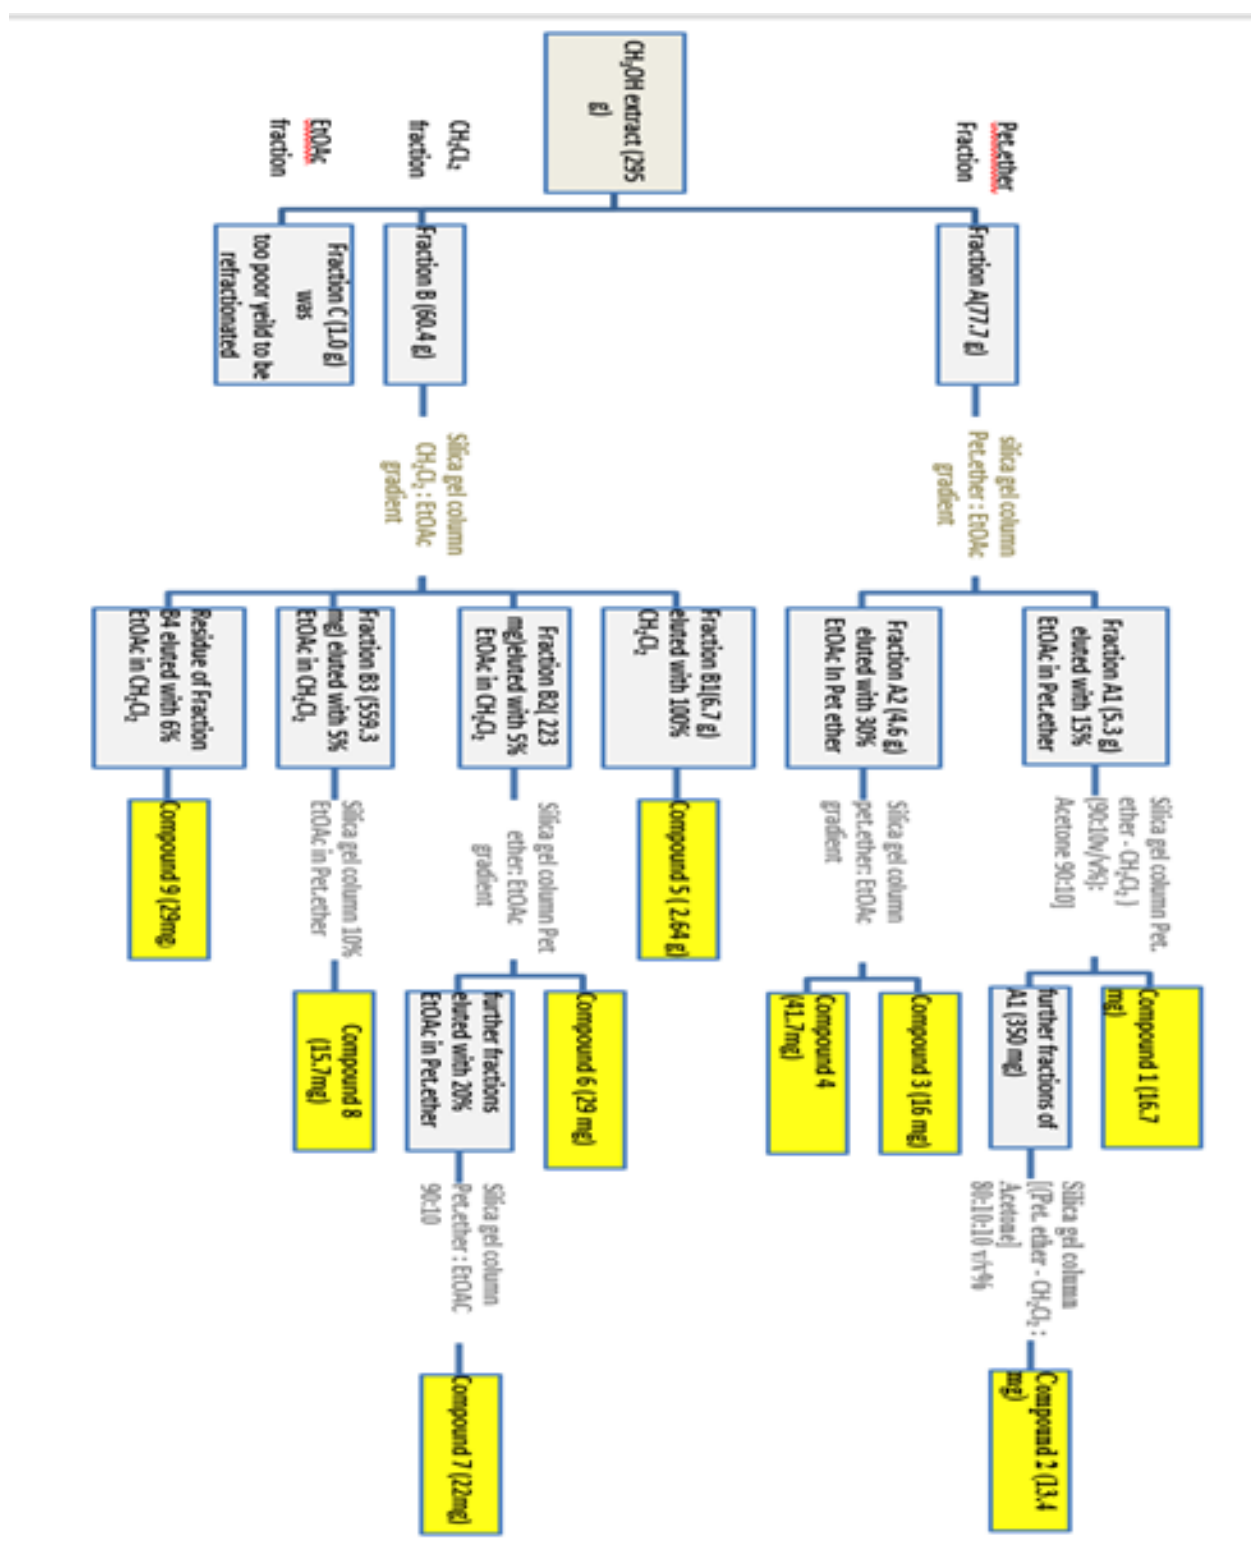 CH₃OH extract (295
g)
Pet.ether
Fraction
CH₂Cl₂
fraction
EtOAc
fraction
Fraction A(77.7 g)
Fraction B (60.4 g)
Fraction C (1.0 g)
was
too poor yeild to be
refractionated
silica gel column
Pet.ether : EtOAc
gradient
Silica gel column
CH₂Cl₂ : EtOAc
gradient
Fraction A1 (5.3 g)
eluted with 15%
EtOAc in Pet.ether
Fraction A2 (4.6 g)
eluted with 30%
EtOAc In Pet ether
Fraction B1(6.7 g)
eluted with 100%
CH₂Cl₂
Fraction B2( 223
mg)eluted with 5%
EtOAc in CH₂Cl₂
Fraction B3 (559.3
mg) eluted with 5%
EtOAc in CH₂Cl₂
Residue of Fraction
B4 eluted with 6%
EtOAc in CH₂Cl₂
Silica gel column Pet.
ether - CH₂Cl₂ )
(90:10v/v%):
Acetone 90:10]
Silica gel column
pet.ether: EtOAc
gradient
Compound 5 ( 2.64 g)
Silica gel column Pet
ether: EtOAc
gradient
Silica gel column 10%
EtOAc in Pet.ether
Compound 9 (29mg)
Compound 1 (16.7
mg)
further fractions of
A1 (350 mg)
Compound 3 (16 mg)
Compound 4
(41.7mg)
Compound 6 (29 mg)
further fractions
eluted with 20%
EtOAc in Pet.ether
Compound 8
(15.7mg)
Silica gel column
[(Pet. ether - CH₂Cl₂ :
Acetone]
80:10:10 v/v%
Silica gel column
Pet.ether : EtOAC
90:10
Compound 2 (13.4
mg)
Compound 7 (22mg)